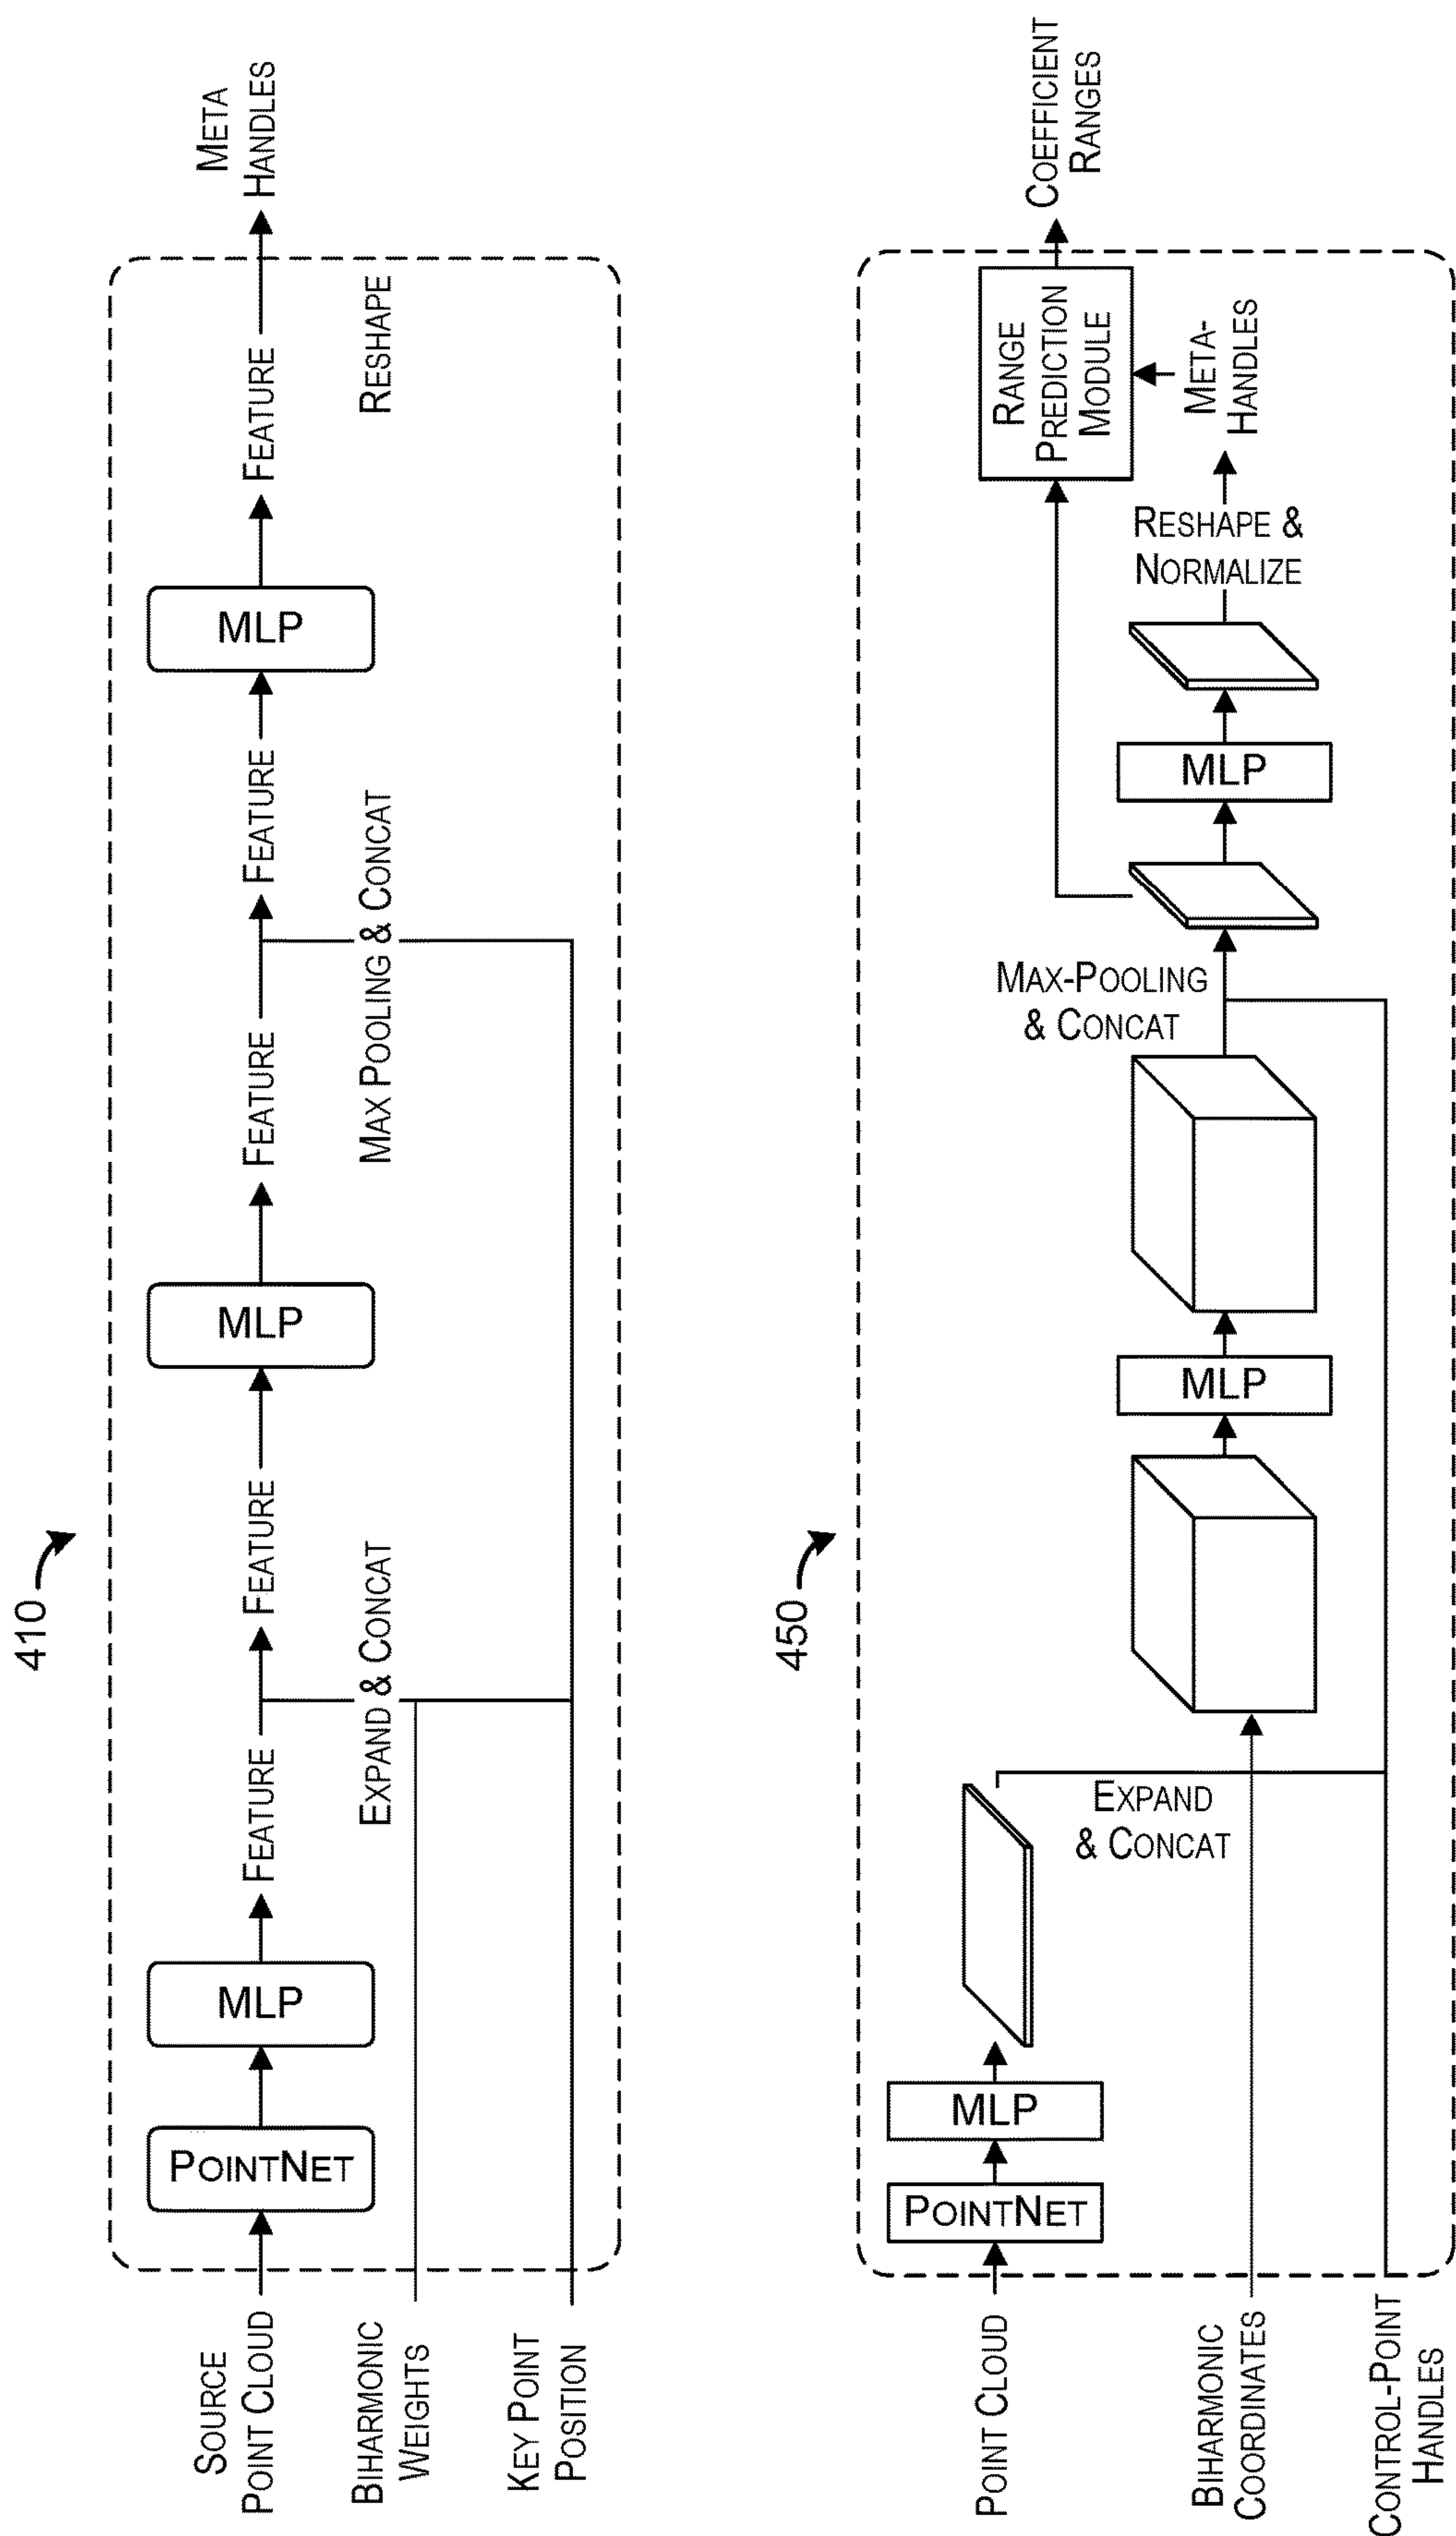 410
SOURCE
POINT CLOUD
BIHARMONIC
WEIGHTS
KEY POINT
POSITION
POINTNET
MLP
FEATURE
EXPAND & CONCAT
FEATURE
MLP
FEATURE
MAX POOLING & CONCAT
FEATURE
MLP
FEATURE
RESHAPE
META
HANDLES
450
POINT CLOUD
BIHARMONIC
COORDINATES
CONTROL-POINT
HANDLES
POINTNET
MLP
EXPAND
& CONCAT
MLP
MAX-POOLING
& CONCAT
MLP
RESHAPE &
NORMALIZE
META-
HANDLES
RANGE
PREDICTION
MODULE
COEFFICIENT
RANGES